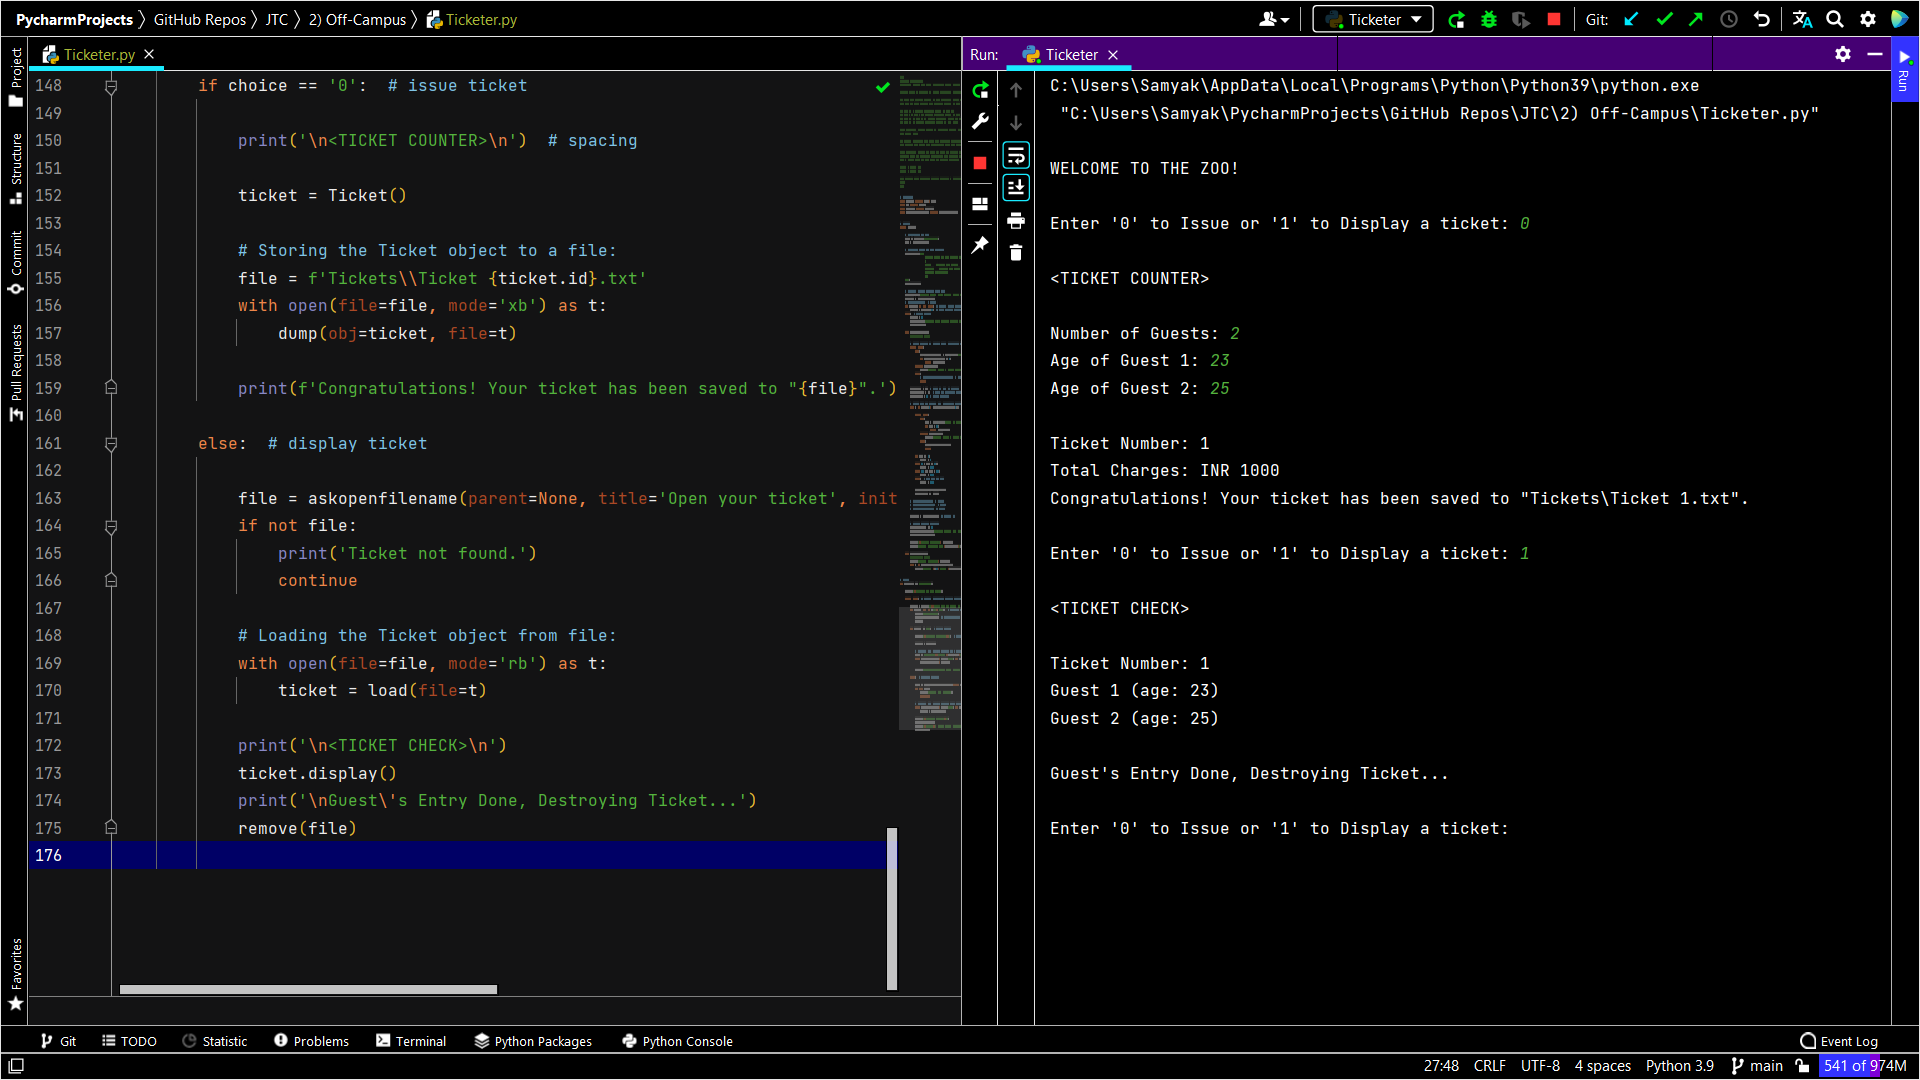 PycharmProjects 〉 GitHub Repos 〉 JTC 〉 2) Off-Campus 〉 Ticketer.py
Ticketer
Git:
Ticketer.py
Project
Structure
Commit
Pull Requests
Favorites
148 if choice == '0':  # issue ticket
149
150 print('\n<TICKET COUNTER>\n')  # spacing
151
152 ticket = Ticket()
153
154 # Storing the Ticket object to a file:
155 file = f'Tickets\\Ticket {ticket.id}.txt'
156 with open(file=file, mode='xb') as t:
157 dump(obj=ticket, file=t)
158
159 print(f'Congratulations! Your ticket has been saved to "{file}".')
160
161 else:  # display ticket
162
163 file = askopenfilename(parent=None, title='Open your ticket', init
164 if not file:
165 print('Ticket not found.')
166 continue
167
168 # Loading the Ticket object from file:
169 with open(file=file, mode='rb') as t:
170 ticket = load(file=t)
171
172 print('\n<TICKET CHECK>\n')
173 ticket.display()
174 print('\nGuest\'s Entry Done, Destroying Ticket...')
175 remove(file)
176
Run: Ticketer
Run
C:\Users\Samyak\AppData\Local\Programs\Python\Python39\python.exe
"C:\Users\Samyak\PycharmProjects\GitHub Repos\JTC\2) Off-Campus\Ticketer.py"
WELCOME TO THE ZOO!
Enter '0' to Issue or '1' to Display a ticket: 0
<TICKET COUNTER>
Number of Guests: 2
Age of Guest 1: 23
Age of Guest 2: 25
Ticket Number: 1
Total Charges: INR 1000
Congratulations! Your ticket has been saved to "Tickets\Ticket 1.txt".
Enter '0' to Issue or '1' to Display a ticket: 1
<TICKET CHECK>
Ticket Number: 1
Guest 1 (age: 23)
Guest 2 (age: 25)
Guest's Entry Done, Destroying Ticket...
Enter '0' to Issue or '1' to Display a ticket:
Git TODO Statistic Problems Terminal Python Packages Python Console Event Log
27:48 CRLF UTF-8 4 spaces Python 3.9 main 541 of 974M